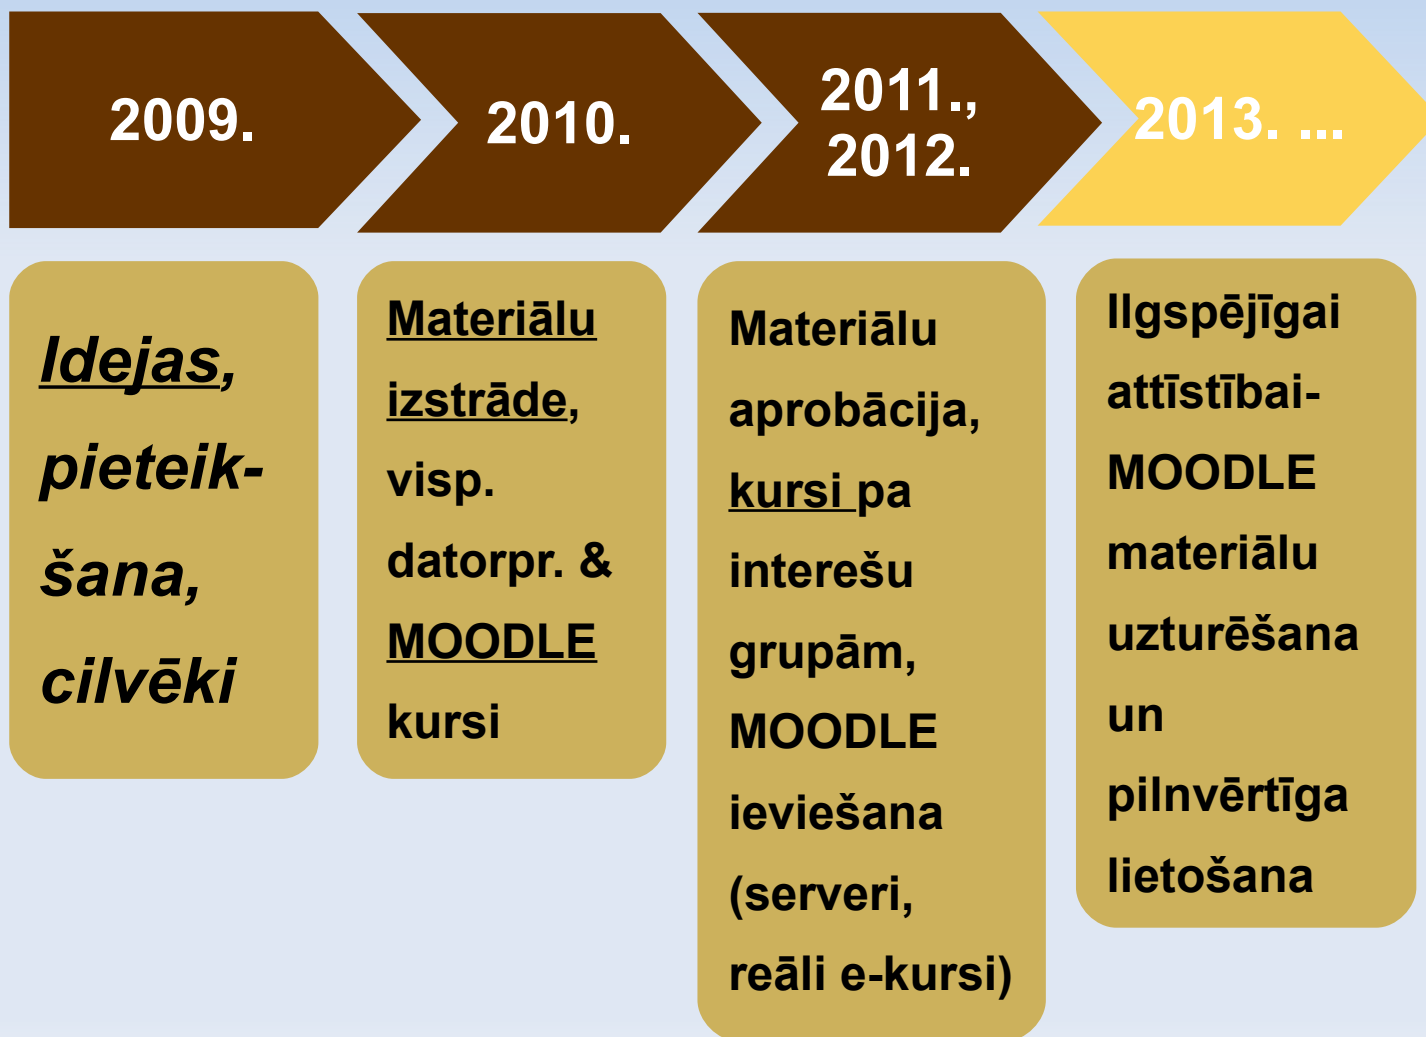 2009.
2010.
2011.,
2012.
2013. ...
Idejas,
pieteik-
šana,
cilvēki
Materiālu
izstrāde,
visp.
datorpr. &
MOODLE
kursi
Materiālu
aprobācija,
kursi pa
interešu
grupām,
MOODLE
ieviešana
(serveri,
reāli e-kursi)
Ilgspējīgai
attīstībai-
MOODLE
materiālu
uzturēšana
un
pilnvērtīga
lietošana